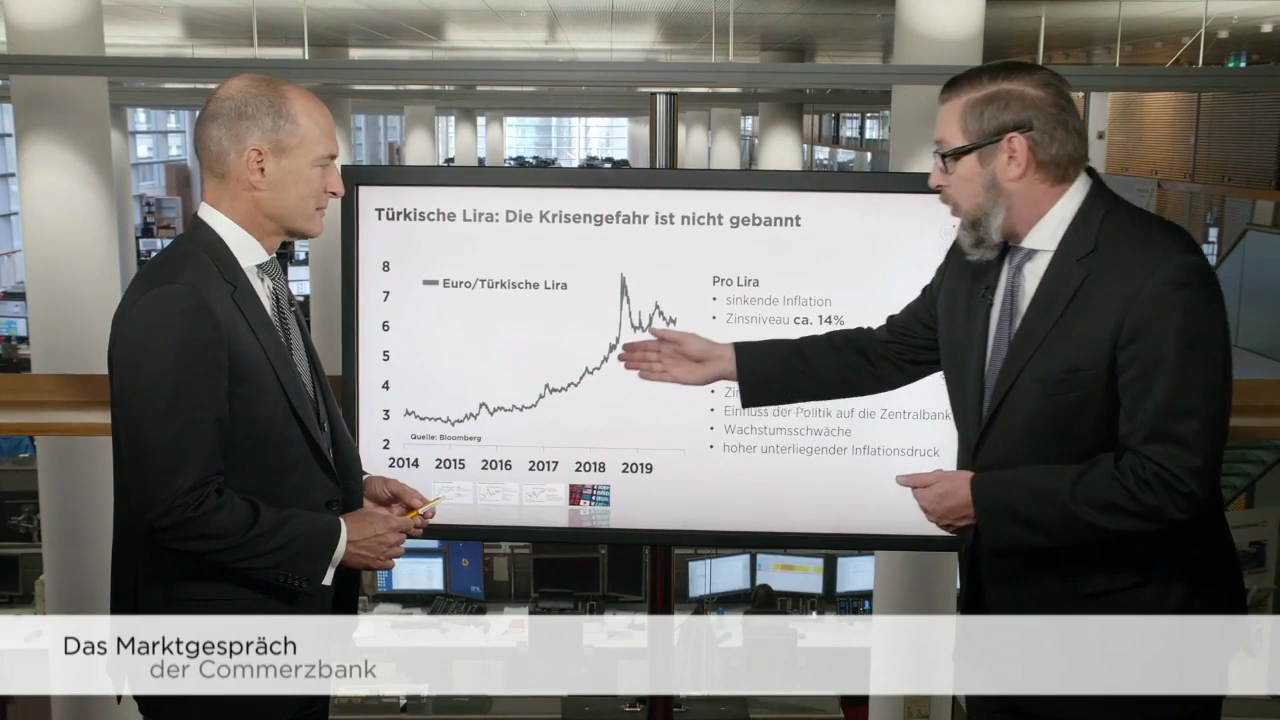 Türkische Lira: Die Krisengefahr ist nicht gebannt
8
7
6
5
4
3
2
Euro/Türkische Lira
Quelle: Bloomberg
2014 2015 2016 2017 2018 2019
Pro Lira
• sinkende Inflation
• Zinsniveau ca. 14%
• Einfluss der Politik auf die Zentralbank
• Wachstumsschwäche
• hoher unterliegender Inflationsdruck
Das Marktgespräch
der Commerzbank